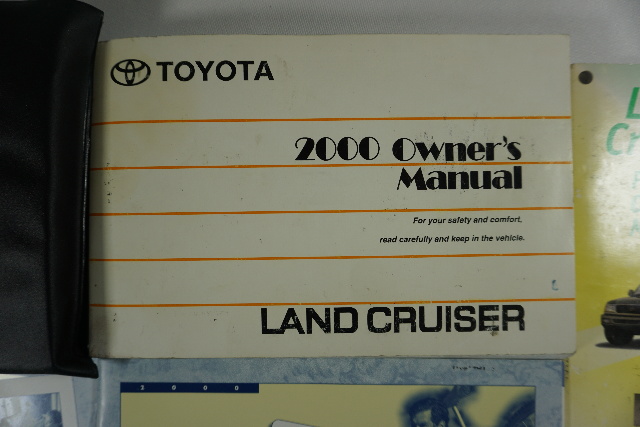 TOYOTA
2000 Owner's
Manual
For your safety and comfort,
read carefully and keep in the vehicle.
LAND CRUISER
2000